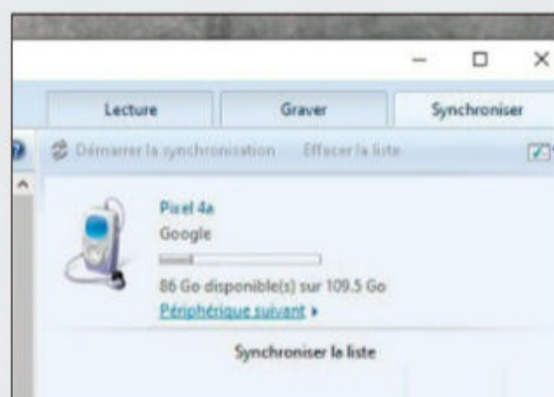 Lecture Graver Synchroniser
Démarrer la synchronisation Effacer la liste
Pixel 4a
Google
86 Go disponible(s) sur 109.5 Go
Périphérique suivant
Synchroniser la liste